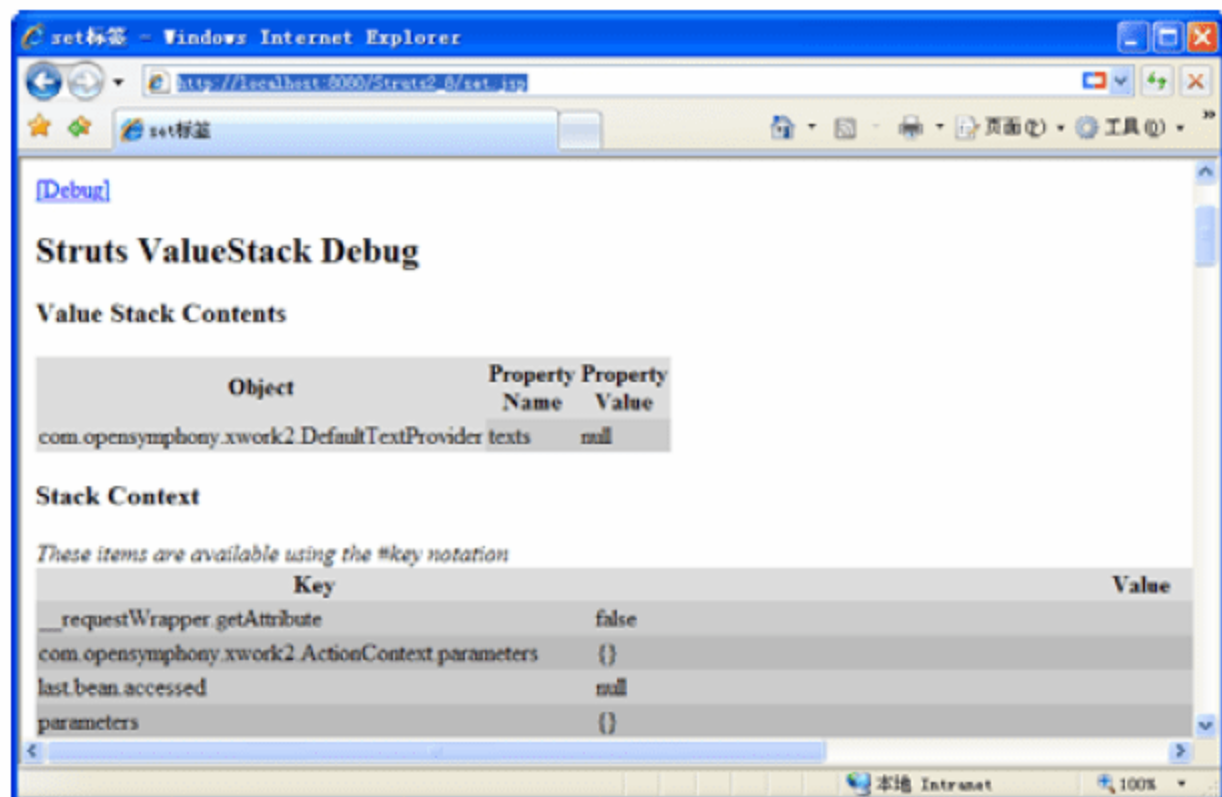 set标签 - Windows Internet Explorer
http://localhost:8080/Struts2_8/set.jsp
set标签
页面(P)
工具(O)
[Debug]
Struts ValueStack Debug
Value Stack Contents
Object Property Name Property Value
com.opensymphony.xwork2.DefaultTextProvider texts null
Stack Context
These items are available using the #key notation
Key Value
__requestWrapper.getAttribute false
com.opensymphony.xwork2.ActionContext.parameters {}
last.bean.accessed null
parameters {}
本地 Intranet 100%